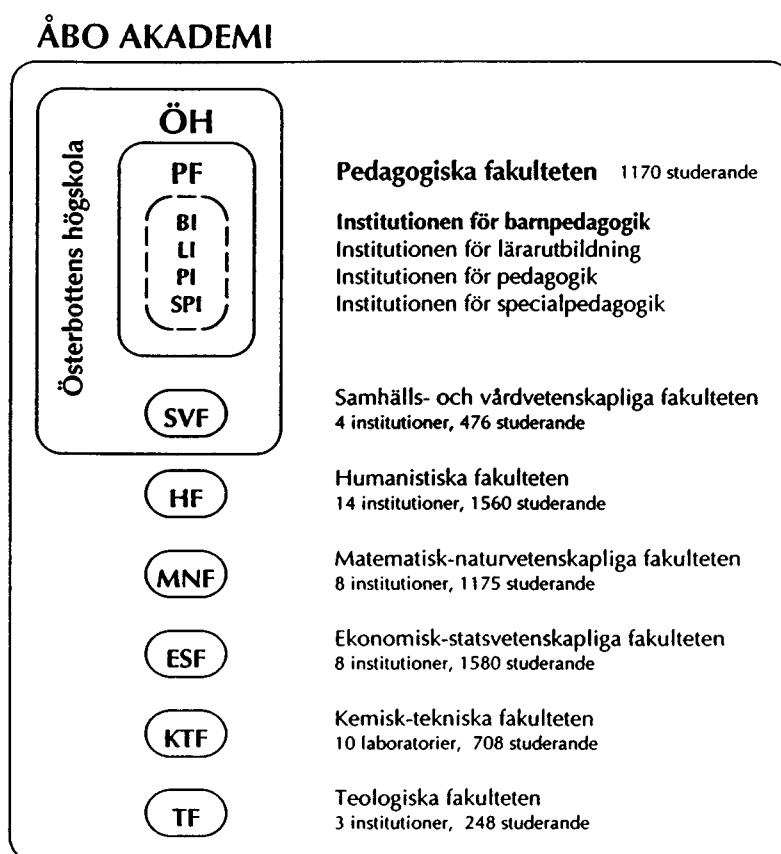 ÅBO AKADEMI
Österbottens högskola
ÖH
PF Pedagogiska fakulteten 1170 studerande
BI Institutionen för barnpedagogik
LI Institutionen för lärarutbildning
PI Institutionen för pedagogik
SPI Institutionen för specialpedagogik
SVF Samhälls- och vårdvetenskapliga fakulteten
4 institutioner, 476 studerande
HF Humanistiska fakulteten
14 institutioner, 1560 studerande
MNF Matematisk-naturvetenskapliga fakulteten
8 institutioner, 1175 studerande
ESF Ekonomisk-statsvetenskapliga fakulteten
8 institutioner, 1580 studerande
KTF Kemisk-tekniska fakulteten
10 laboratorier, 708 studerande
TF Teologiska fakulteten
3 institutioner, 248 studerande